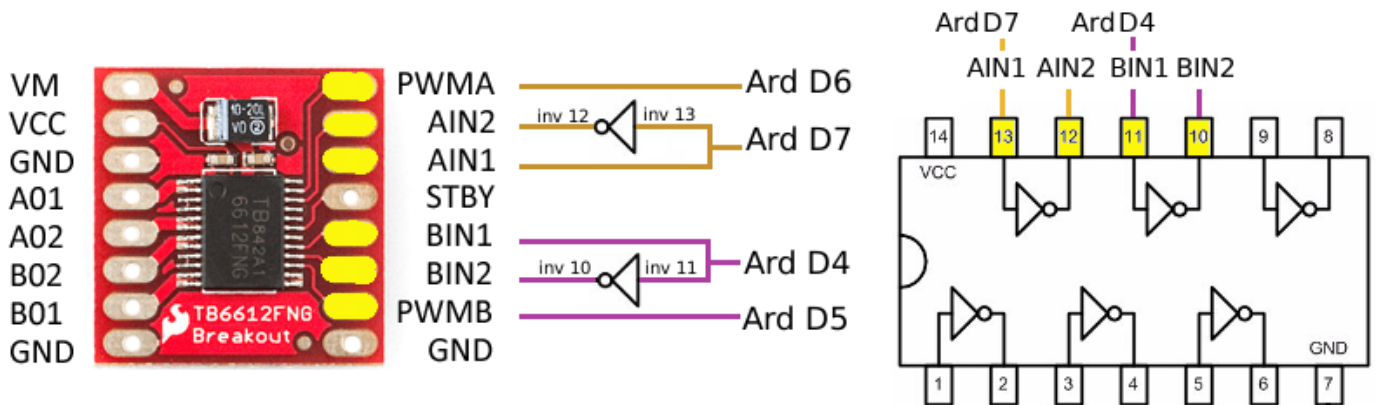 VM
VCC
GND
A01
A02
B02
B01
GND
10-20L
V0 2
TB842A1
6612FNG
TB6612FNG
Breakout
PWMA
AIN2
AIN1
STBY
BIN1
BIN2
PWMB
GND
inv 12
inv 13
inv 10
inv 11
Ard D6
Ard D7
Ard D4
Ard D5
Ard D7 Ard D4
AIN1 AIN2 BIN1 BIN2
14 13 12 11 10 9 8
VCC
GND
1 2 3 4 5 6 7